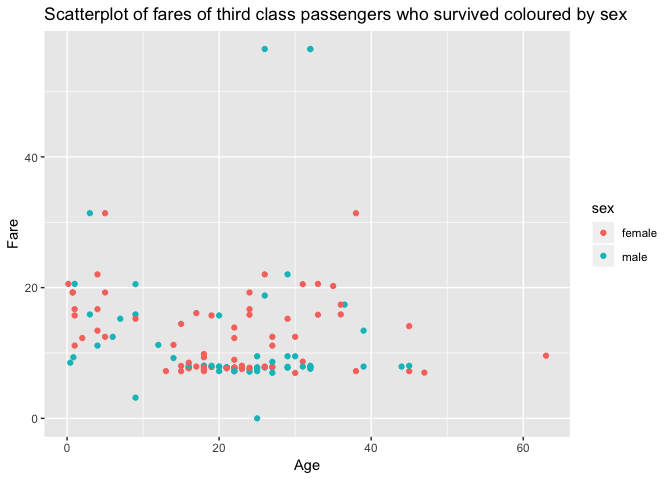 Scatterplot of fares of third class passengers who survived coloured by sex
40
20
0
Fare
0
20
40
60
Age
sex
female
male